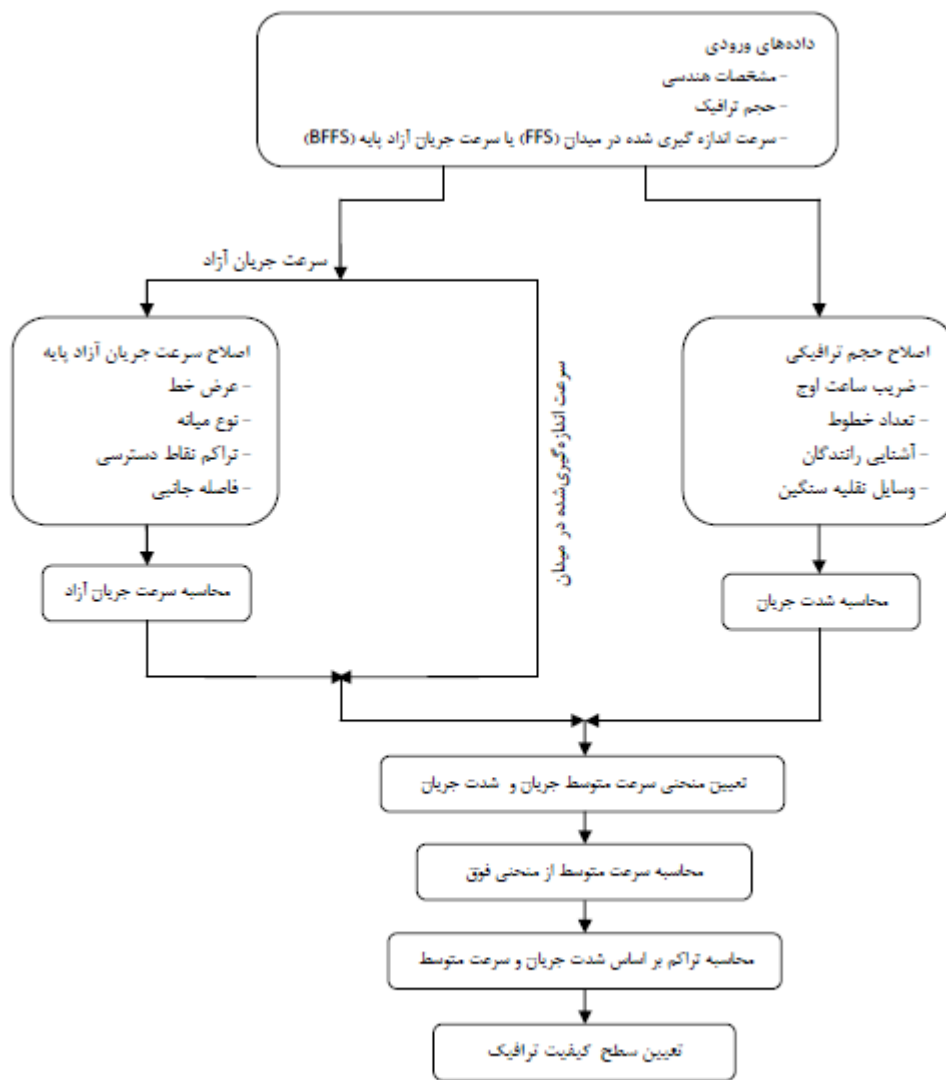 داده‌های ورودی
- مشخصات هندسی
- حجم ترافیک
- سرعت اندازه گیری شده در میدان (FFS) یا سرعت جریان آزاد پایه (BFFS)
سرعت جریان آزاد
اصلاح حجم ترافیکی
- ضریب ساعت اوج
- تعداد خطوط
- آشنایی رانندگان
- وسایل نقلیه سنگین
اصلاح سرعت جریان آزاد پایه
- عرض خط
- نوع میانه
- تراکم نقاط دسترسی
- فاصله جانبی
سرعت اندازه‌گیری‌شده در میدان
محاسبه شدت جریان
محاسبه سرعت جریان آزاد
تعیین منحنی سرعت متوسط جریان و شدت جریان
محاسبه سرعت متوسط از منحنی فوق
محاسبه تراکم بر اساس شدت جریان و سرعت متوسط
تعیین سطح کیفیت ترافیک